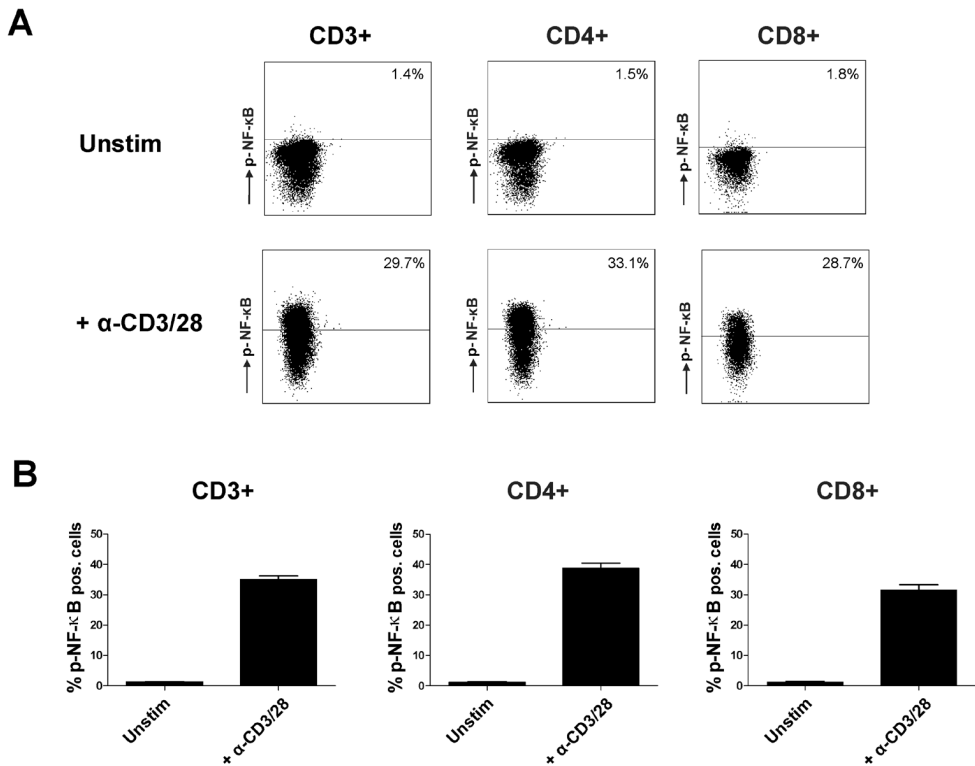 A
CD3+ CD4+ CD8+
Unstim
p-NF-κB 1.4%
p-NF-κB 1.5%
p-NF-κB 1.8%
+ α-CD3/28
p-NF-κB 29.7%
p-NF-κB 33.1%
p-NF-κB 28.7%
B
CD3+
% p-NF-κ B pos. cells
50
40
30
20
10
0
Unstim
+ α-CD3/28
CD4+
% p-NF-κ B pos. cells
50
40
30
20
10
0
Unstim
+ α-CD3/28
CD8+
% p-NF-κ B pos. cells
50
40
30
20
10
0
Unstim
+ α-CD3/28